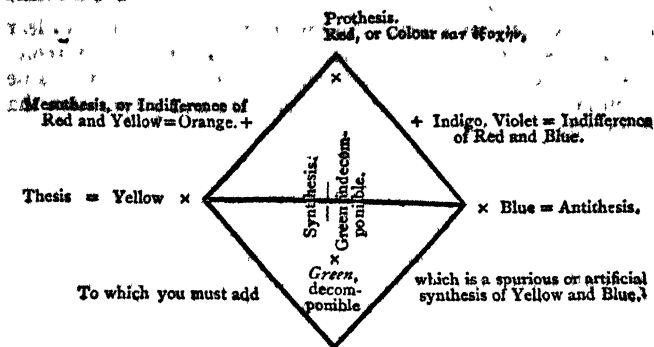 Prothesis.
Red, or Colour κατ' ἐξοχήν.
Mesothesis, or Indifference of
Red and Yellow = Orange. +
+ Indigo, Violet = Indifference
of Red and Blue.
Synthesis:
Green indecom-
ponible.
Thesis = Yellow ×
× Blue = Antithesis.
×
Green,
decom-
ponible
To which you must add
which is a spurious or artificial
synthesis of Yellow and Blue.